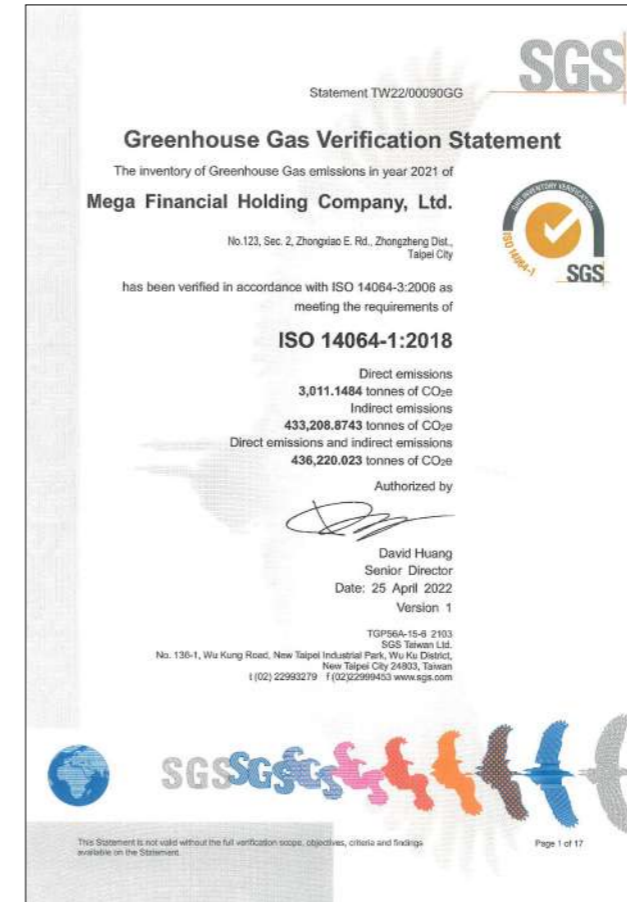 SGS
Statement TW22/00090GG
Greenhouse Gas Verification Statement
The inventory of Greenhouse Gas emissions in year 2021 of
Mega Financial Holding Company, Ltd.
No.123, Sec. 2, Zhongxiao E. Rd., Zhongzheng Dist.,
Taipei City
GHG INVENTORY VERIFICATION
ISO 14064-1
SGS
has been verified in accordance with ISO 14064-3:2006 as
meeting the requirements of
ISO 14064-1:2018
Direct emissions
3,011.1484 tonnes of CO₂e
Indirect emissions
433,208.8743 tonnes of CO₂e
Direct emissions and indirect emissions
436,220.023 tonnes of CO₂e
Authorized by
David Huang
Senior Director
Date: 25 April 2022
Version 1
TGP56A-15-6 2103
SGS Taiwan Ltd.
No. 136-1, Wu Kung Road, New Taipei Industrial Park, Wu Ku District,
New Taipei City 24803, Taiwan
t (02) 22993279 f (02)22999453 www.sgs.com
SGS SGS SGS
This Statement is not valid without the full verification scope, objectives, criteria and findings
available on the Statement.
Page 1 of 17